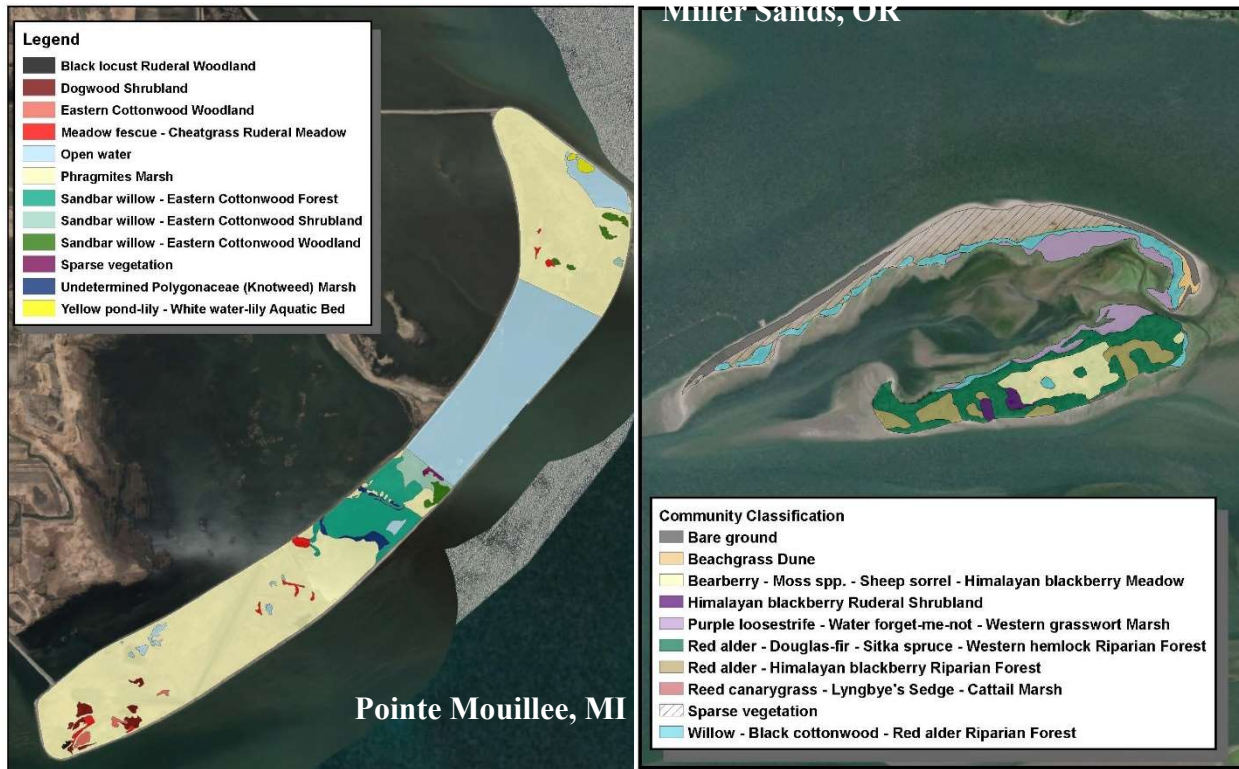 Legend
Black locust Ruderal Woodland
Dogwood Shrubland
Eastern Cottonwood Woodland
Meadow fescue - Cheatgrass Ruderal Meadow
Open water
Phragmites Marsh
Sandbar willow - Eastern Cottonwood Forest
Sandbar willow - Eastern Cottonwood Shrubland
Sandbar willow - Eastern Cottonwood Woodland
Sparse vegetation
Undetermined Polygonaceae (Knotweed) Marsh
Yellow pond-lily - White water-lily Aquatic Bed
Pointe Mouillee, MI
Miller Sands, OR
Community Classification
Bare ground
Beachgrass Dune
Bearberry - Moss spp. - Sheep sorrel - Himalayan blackberry Meadow
Himalayan blackberry Ruderal Shrubland
Purple loosestrife - Water forget-me-not - Western grasswort Marsh
Red alder - Douglas-fir - Sitka spruce - Western hemlock Riparian Forest
Red alder - Himalayan blackberry Riparian Forest
Reed canarygrass - Lyngbye's Sedge - Cattail Marsh
Sparse vegetation
Willow - Black cottonwood - Red alder Riparian Forest